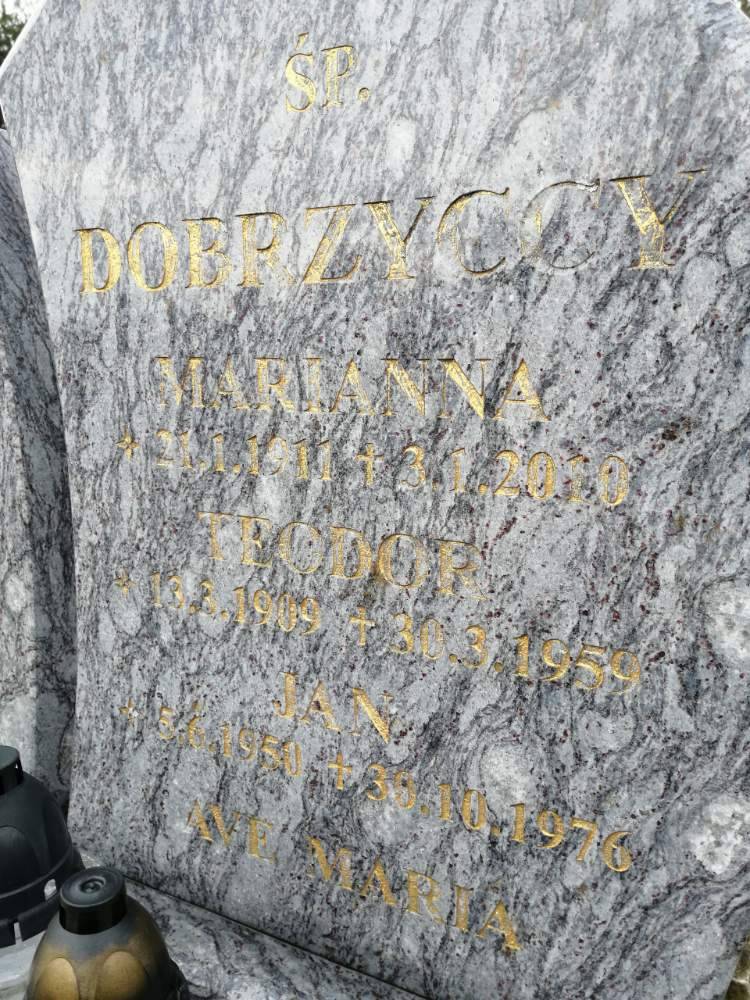 ŚP.
DOBRZYCCY
MARIANNA
* 21.1.1911 † 3.1.2010
TEODOR
* 13.3.1909 † 30.3.1959
JAN
* 5.6.1950 † 30.10.1976
AVE MARIA